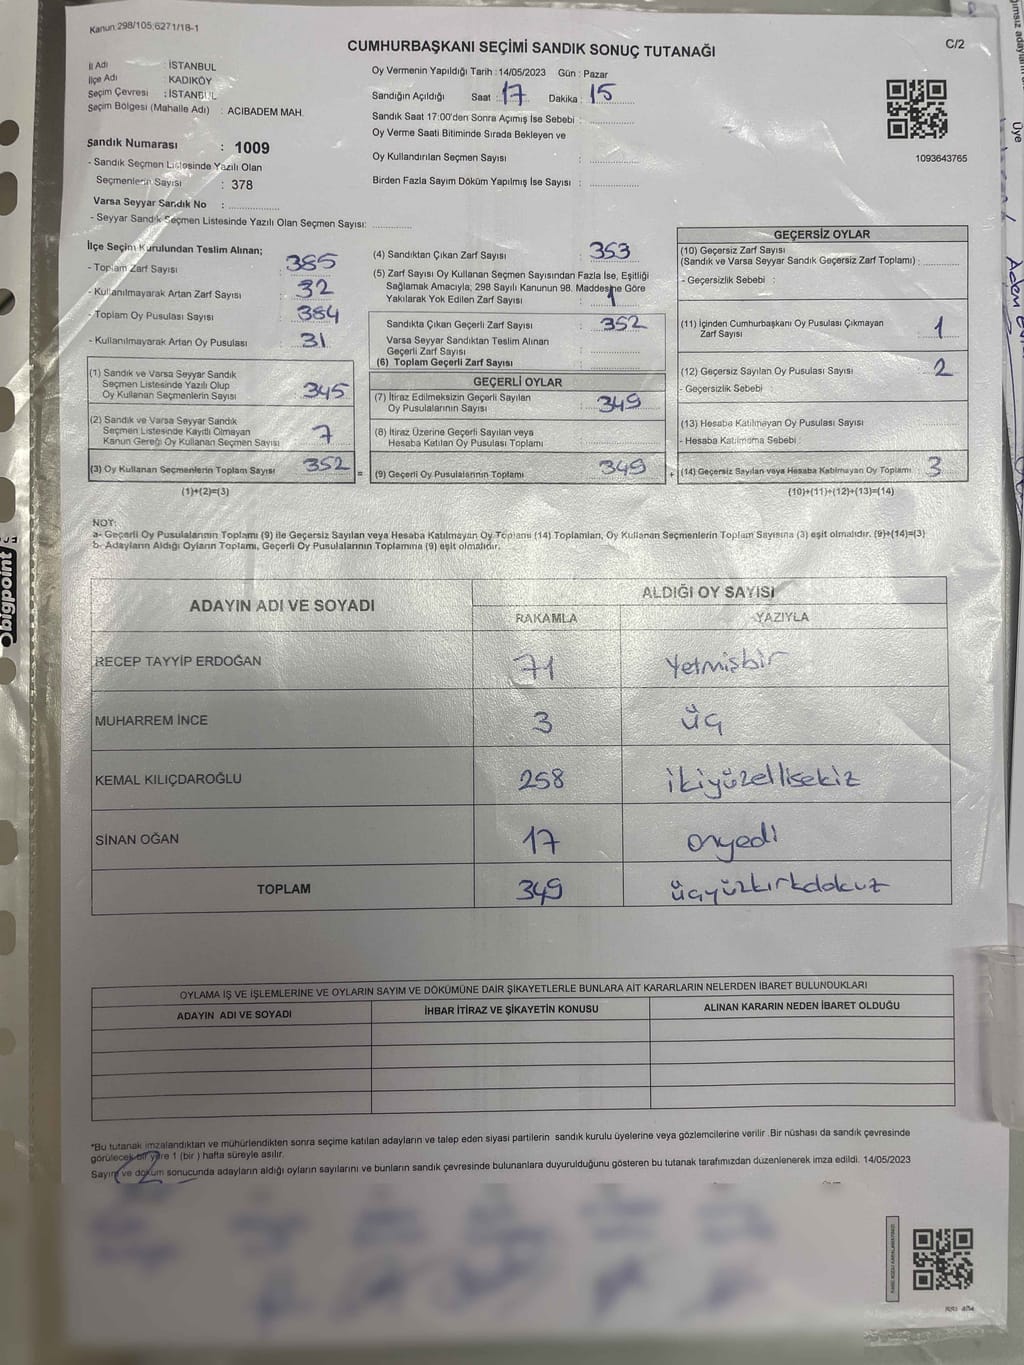 Kanun:298/105;6271/18-1
C/2
CUMHURBAŞKANI SEÇİMİ SANDIK SONUÇ TUTANAĞI
İl Adı : İSTANBUL
İlçe Adı : KADIKÖY
Seçim Çevresi : İSTANBUL
Seçim Bölgesi (Mahalle Adı) : ACIBADEM MAH.
Sandık Numarası : 1009
- Sandık Seçmen Listesinde Yazılı Olan
Seçmenlerin Sayısı : 378
Varsa Seyyar Sandık No :
- Seyyar Sandık Seçmen Listesinde Yazılı Olan Seçmen Sayısı:
Oy Vermenin Yapıldığı Tarih : 14/05/2023 Gün : Pazar
Sandığın Açıldığı Saat : 17 Dakika : 15
Sandık Saat 17:00'den Sonra Açımış İse Sebebi :
Oy Verme Saati Bitiminde Sırada Bekleyen ve
Oy Kullandırılan Seçmen Sayısı :
Birden Fazla Sayım Döküm Yapılmış İse Sayısı :
1093643765
İlçe Seçim Kurulundan Teslim Alınan;
- Toplam Zarf Sayısı : 385
- Kullanılmayarak Artan Zarf Sayısı : 32
- Toplam Oy Pusulası Sayısı : 384
- Kullanılmayarak Artan Oy Pusulası : 31
(1) Sandık ve Varsa Seyyar Sandık
Seçmen Listesinde Yazılı Olup
Oy Kullanan Seçmenlerin Sayısı : 345
(2) Sandık ve Varsa Seyyar Sandık
Seçmen Listesinde Kayıtlı Olmayan
Kanun Gereği Oy Kullanan Seçmen Sayısı : 7
(3) Oy Kullanan Seçmenlerin Toplam Sayısı : 352 =
(1)+(2)=(3)
(4) Sandıktan Çıkan Zarf Sayısı : 353
(5) Zarf Sayısı Oy Kullanan Seçmen Sayısından Fazla İse, Eşitliği
Sağlamak Amacıyla; 298 Sayılı Kanunun 98. Maddesine Göre
Yakılarak Yok Edilen Zarf Sayısı : 1
Sandıkta Çıkan Geçerli Zarf Sayısı : 352
Varsa Seyyar Sandıktan Teslim Alınan
Geçerli Zarf Sayısı :
(6) Toplam Geçerli Zarf Sayısı :
GEÇERLİ OYLAR
(7) İtiraz Edilmeksizin Geçerli Sayılan
Oy Pusulalarının Sayısı : 349
(8) İtiraz Üzerine Geçerli Sayılan veya
Hesaba Katılan Oy Pusulası Toplamı :
(9) Geçerli Oy Pusulalarının Toplamı : 349 +
GEÇERSİZ OYLAR
(10) Geçersiz Zarf Sayısı
(Sandık ve Varsa Seyyar Sandık Geçersiz Zarf Toplamı) :
- Geçersizlik Sebebi :
(11) İçinden Cumhurbaşkanı Oy Pusulası Çıkmayan
Zarf Sayısı : 1
(12) Geçersiz Sayılan Oy Pusulası Sayısı : 2
- Geçersizlik Sebebi :
(13) Hesaba Katılmayan Oy Pusulası Sayısı :
- Hesaba Katılmama Sebebi :
(14) Geçersiz Sayılan veya Hesaba Katılmayan Oy Toplamı : 3
(10)+(11)+(12)+(13)=(14)
NOT:
a- Geçerli Oy Pusulalarının Toplamı (9) ile Geçersiz Sayılan veya Hesaba Katılmayan Oy Toplamı (14) Toplamları, Oy Kullanan Seçmenlerin Toplam Sayısına (3) eşit olmalıdır. (9)+(14)=(3)
b- Adayların Aldığı Oyların Toplamı, Geçerli Oy Pusulalarının Toplamına (9) eşit olmalıdır.
ADAYIN ADI VE SOYADI ALDIĞI OY SAYISI
RAKAMLA YAZIYLA
RECEP TAYYİP ERDOĞAN 71 Yetmişbir
MUHARREM İNCE 3 üç
KEMAL KILIÇDAROĞLU 258 ikiyüzellisekiz
SİNAN OĞAN 17 onyedi
TOPLAM 349 üçyüzkırkdokuz
OYLAMA İŞ VE İŞLEMLERİNE VE OYLARIN SAYIM VE DÖKÜMÜNE DAİR ŞİKAYETLERLE BUNLARA AİT KARARLARIN NELERDEN İBARET BULUNDUKLARI
ADAYIN ADI VE SOYADI İHBAR İTİRAZ VE ŞİKAYETİN KONUSU ALINAN KARARIN NEDEN İBARET OLDUĞU
*Bu tutanak imzalandıktan ve mühürlendikten sonra seçime katılan adayların ve talep eden siyasi partilerin sandık kurulu üyelerine veya gözlemcilerine verilir .Bir nüshası da sandık çevresinde
görülecek bir yere 1 (bir ) hafta süreyle asılır.
Sayım ve döküm sonucunda adayların aldığı oyların sayılarını ve bunların sandık çevresinde bulunanlara duyurulduğunu gösteren bu tutanak tarafımızdan düzenlenerek imza edildi. 14/05/2023
bigpoint
Üye